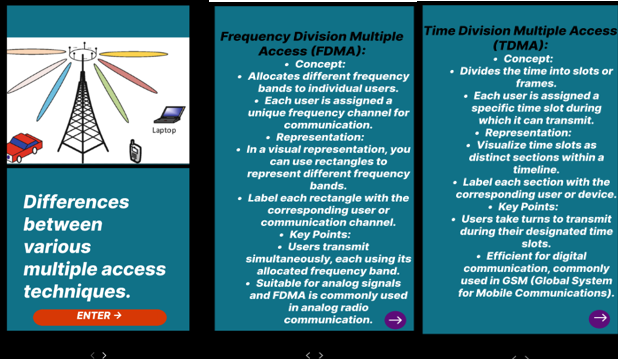 Laptop
Differences
between
various
multiple access
techniques.
ENTER →
Frequency Division Multiple
Access (FDMA):
• Concept:
• Allocates different frequency
bands to individual users.
• Each user is assigned a
unique frequency channel for
communication.
• Representation:
• In a visual representation, you
can use rectangles to
represent different frequency
bands.
• Label each rectangle with the
corresponding user or
communication channel.
• Key Points:
• Users transmit
simultaneously, each using its
allocated frequency band.
• Suitable for analog signals
and FDMA is commonly used
in analog radio
communication.
Time Division Multiple Access
(TDMA):
• Concept:
• Divides the time into slots or
frames.
• Each user is assigned a
specific time slot during
which it can transmit.
• Representation:
• Visualize time slots as
distinct sections within a
timeline.
• Label each section with the
corresponding user or device.
• Key Points:
• Users take turns to transmit
during their designated time
slots.
• Efficient for digital
communication, commonly
used in GSM (Global System
for Mobile Communications).